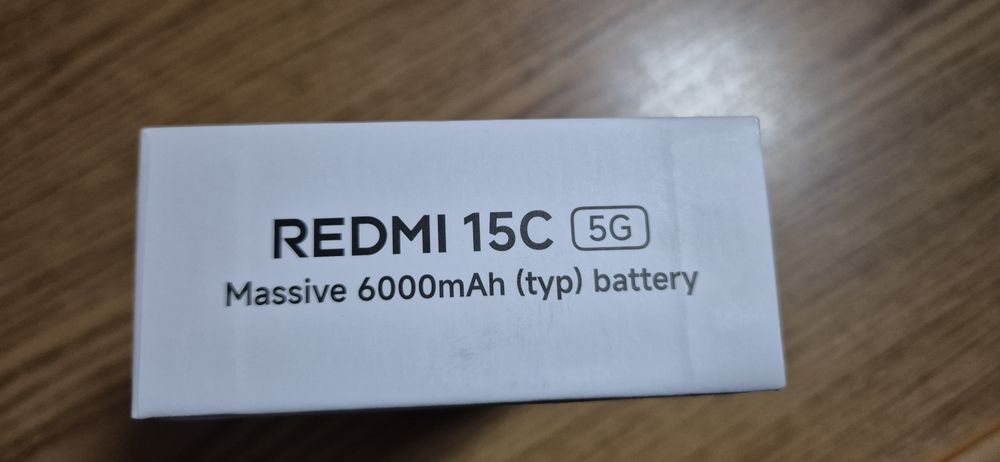 REDMI 15C 5G
Massive 6000mAh (typ) battery